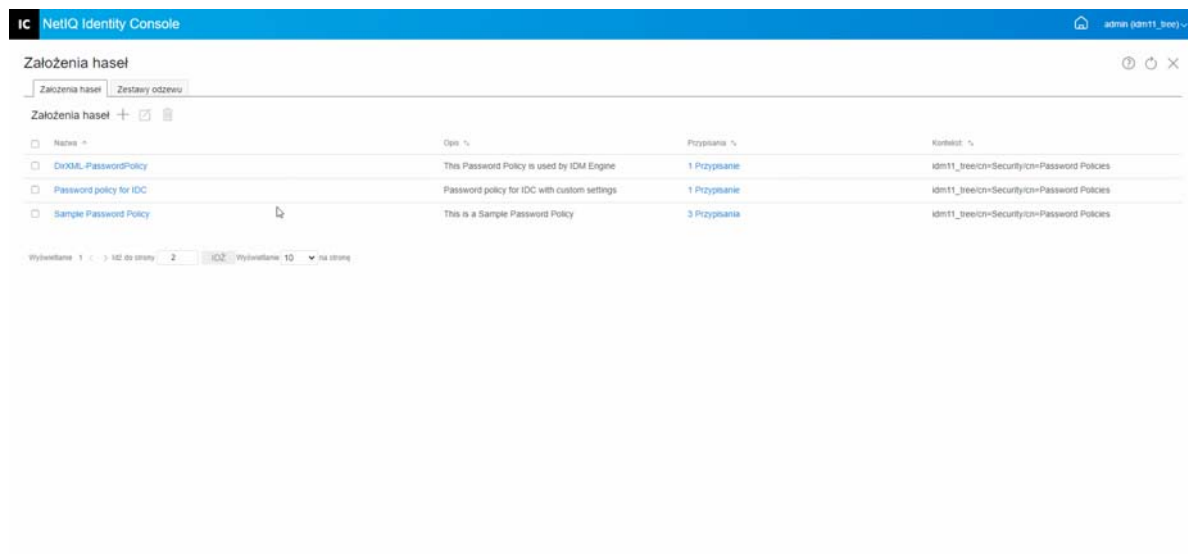 IC NetIQ Identity Console admin (idm11_tree)
Założenia haseł
Założenia haseł Zestawy odzewu
Założenia haseł
Nazwa Opis Przypisania Kontekst
DirXML-PasswordPolicy This Password Policy is used by IDM Engine 1 Przypisanie idm11_tree/cn=Security/cn=Password Policies
Password policy for IDC Password policy for IDC with custom settings 1 Przypisanie idm11_tree/cn=Security/cn=Password Policies
Sample Password Policy This is a Sample Password Policy 3 Przypisania idm11_tree/cn=Security/cn=Password Policies
Wyświetlanie 1 < > Idź do strony 2 IDŹ Wyświetlanie 10 na stronę